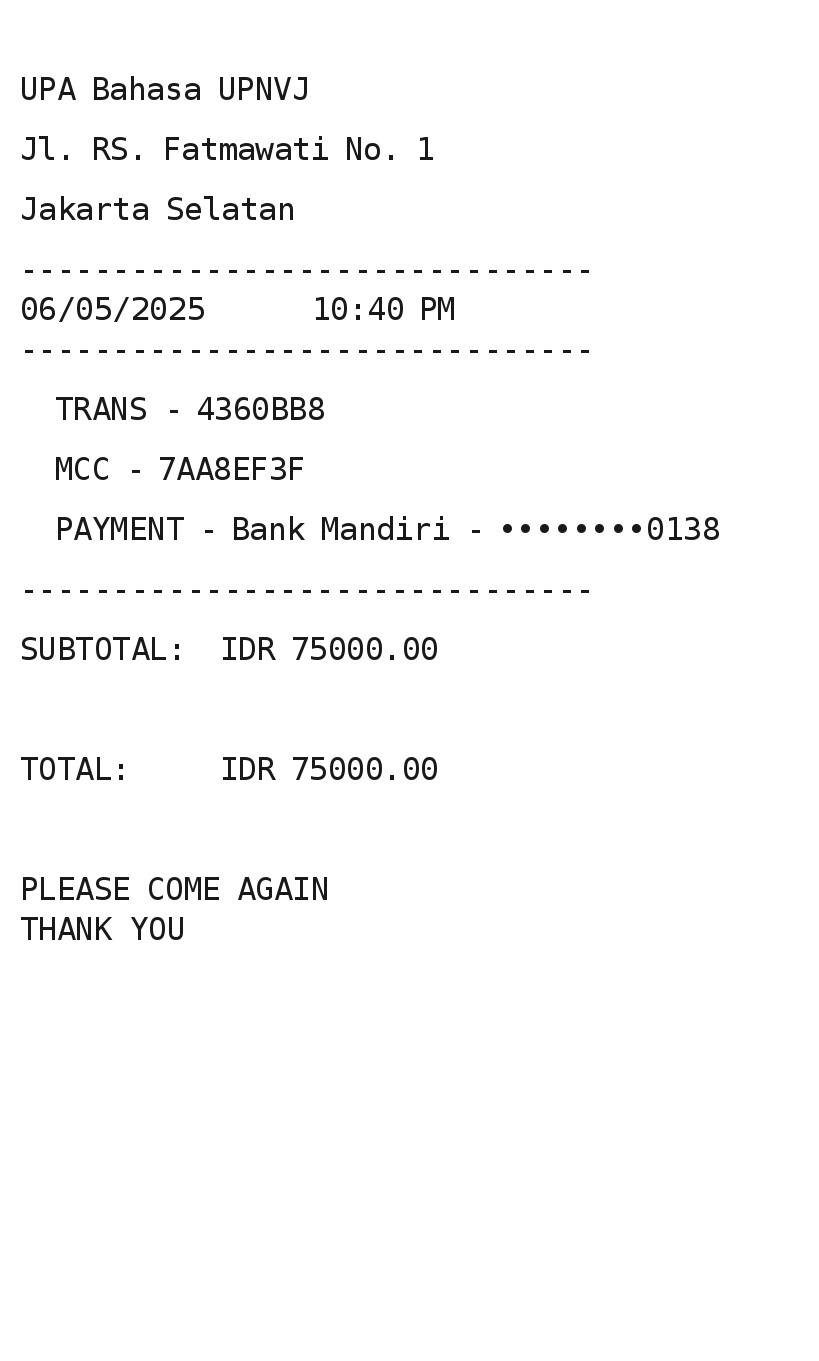 UPA Bahasa UPNVJ
Jl. RS. Fatmawati No. 1
Jakarta Selatan
-------------------------------
06/05/2025 10:40 PM
-------------------------------
TRANS - 4360BB8
MCC - 7AA8EF3F
PAYMENT - Bank Mandiri - ••••••••0138
-------------------------------
SUBTOTAL: IDR 75000.00
TOTAL: IDR 75000.00
PLEASE COME AGAIN
THANK YOU